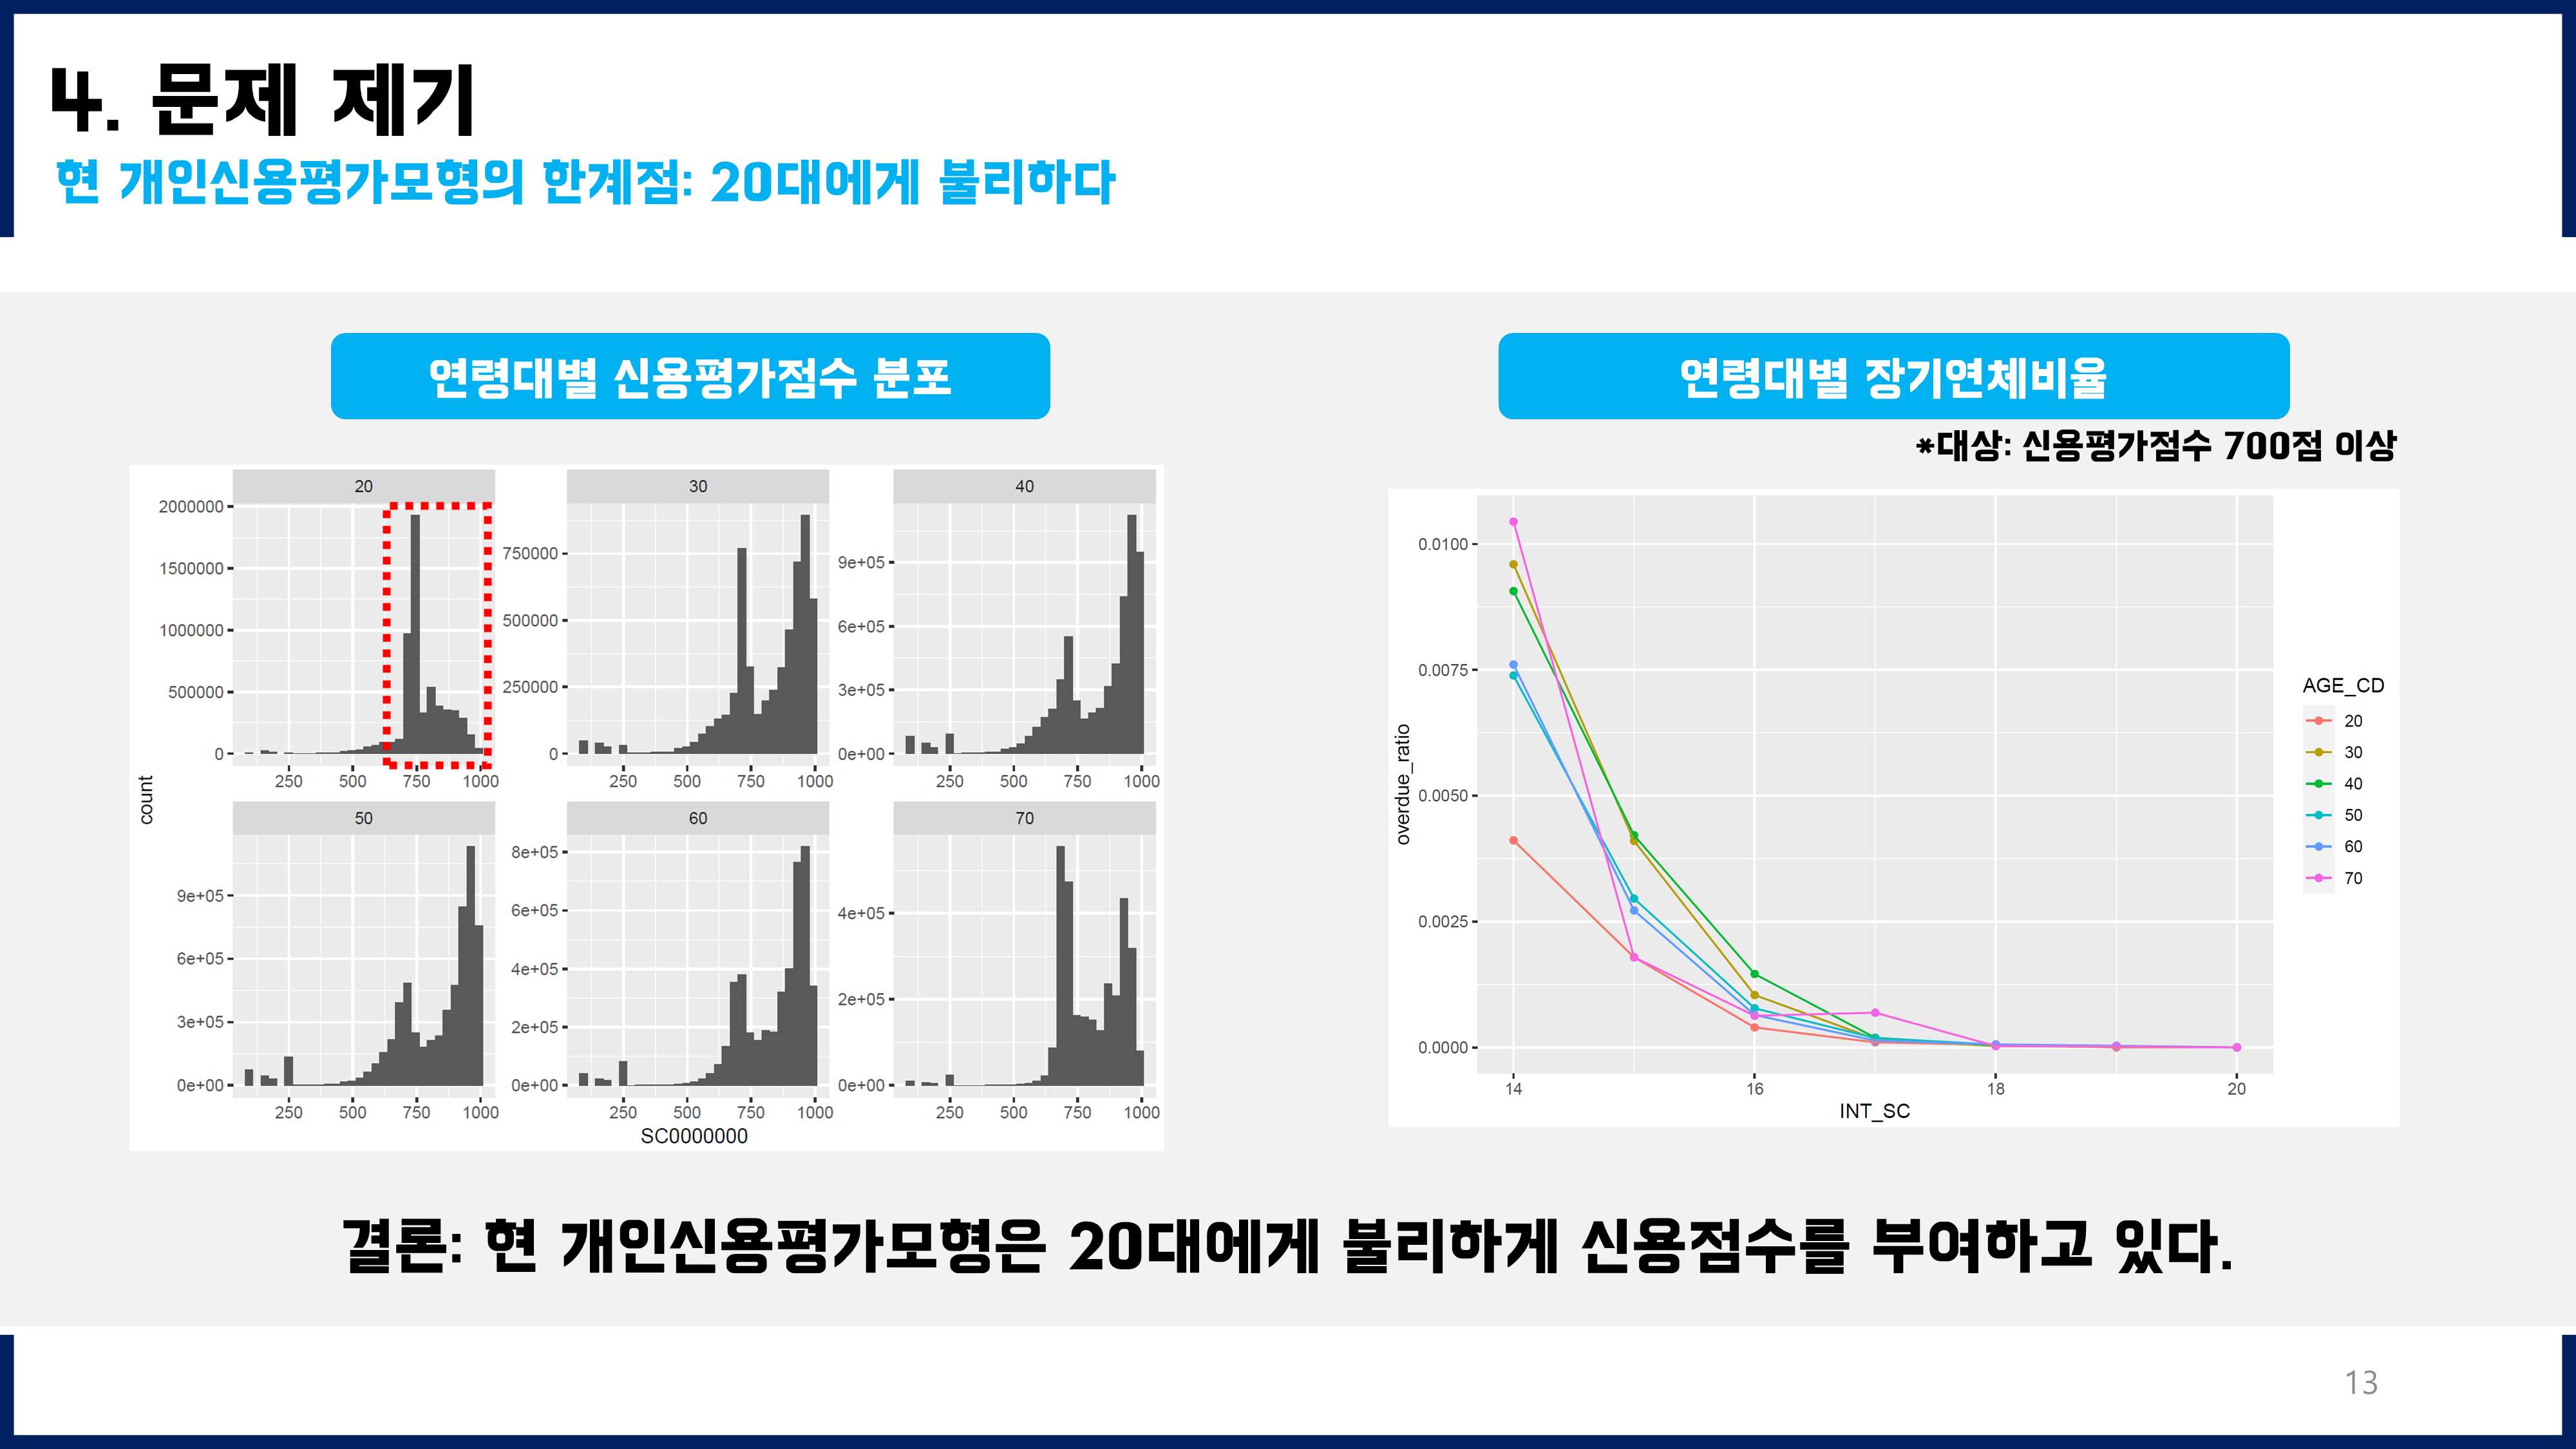 4. 문제 제기
현 개인신용평가모형의 한계점: 20대에게 불리하다
연령대별 신용평가점수 분포
20
30
40
2000000
1500000
1000000
500000
0
750000
500000
250000
0
9e+05
6e+05
3e+05
0e+00
250 500 750 1000
250 500 750 1000
250 500 750 1000
count
50
60
70
9e+05
6e+05
3e+05
0e+00
8e+05
6e+05
4e+05
2e+05
0e+00
4e+05
2e+05
0e+00
250 500 750 1000
250 500 750 1000
250 500 750 1000
SC0000000
연령대별 장기연체비율
*대상: 신용평가점수 700점 이상
0.0100
0.0075
0.0050
0.0025
0.0000
overdue_ratio
14 16 18 20
INT_SC
AGE_CD
20
30
40
50
60
70
결론: 현 개인신용평가모형은 20대에게 불리하게 신용점수를 부여하고 있다.
13